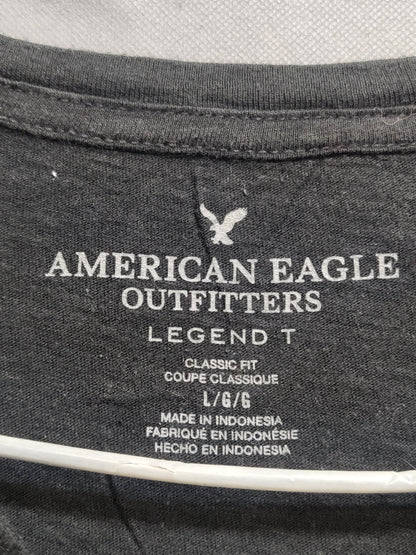 AMERICAN EAGLE
OUTFITTERS
LEGEND T
CLASSIC FIT
COUPE CLASSIQUE
L/G/G
MADE IN INDONESIA
FABRIQUÉ EN INDONÉSIE
HECHO EN INDONESIA